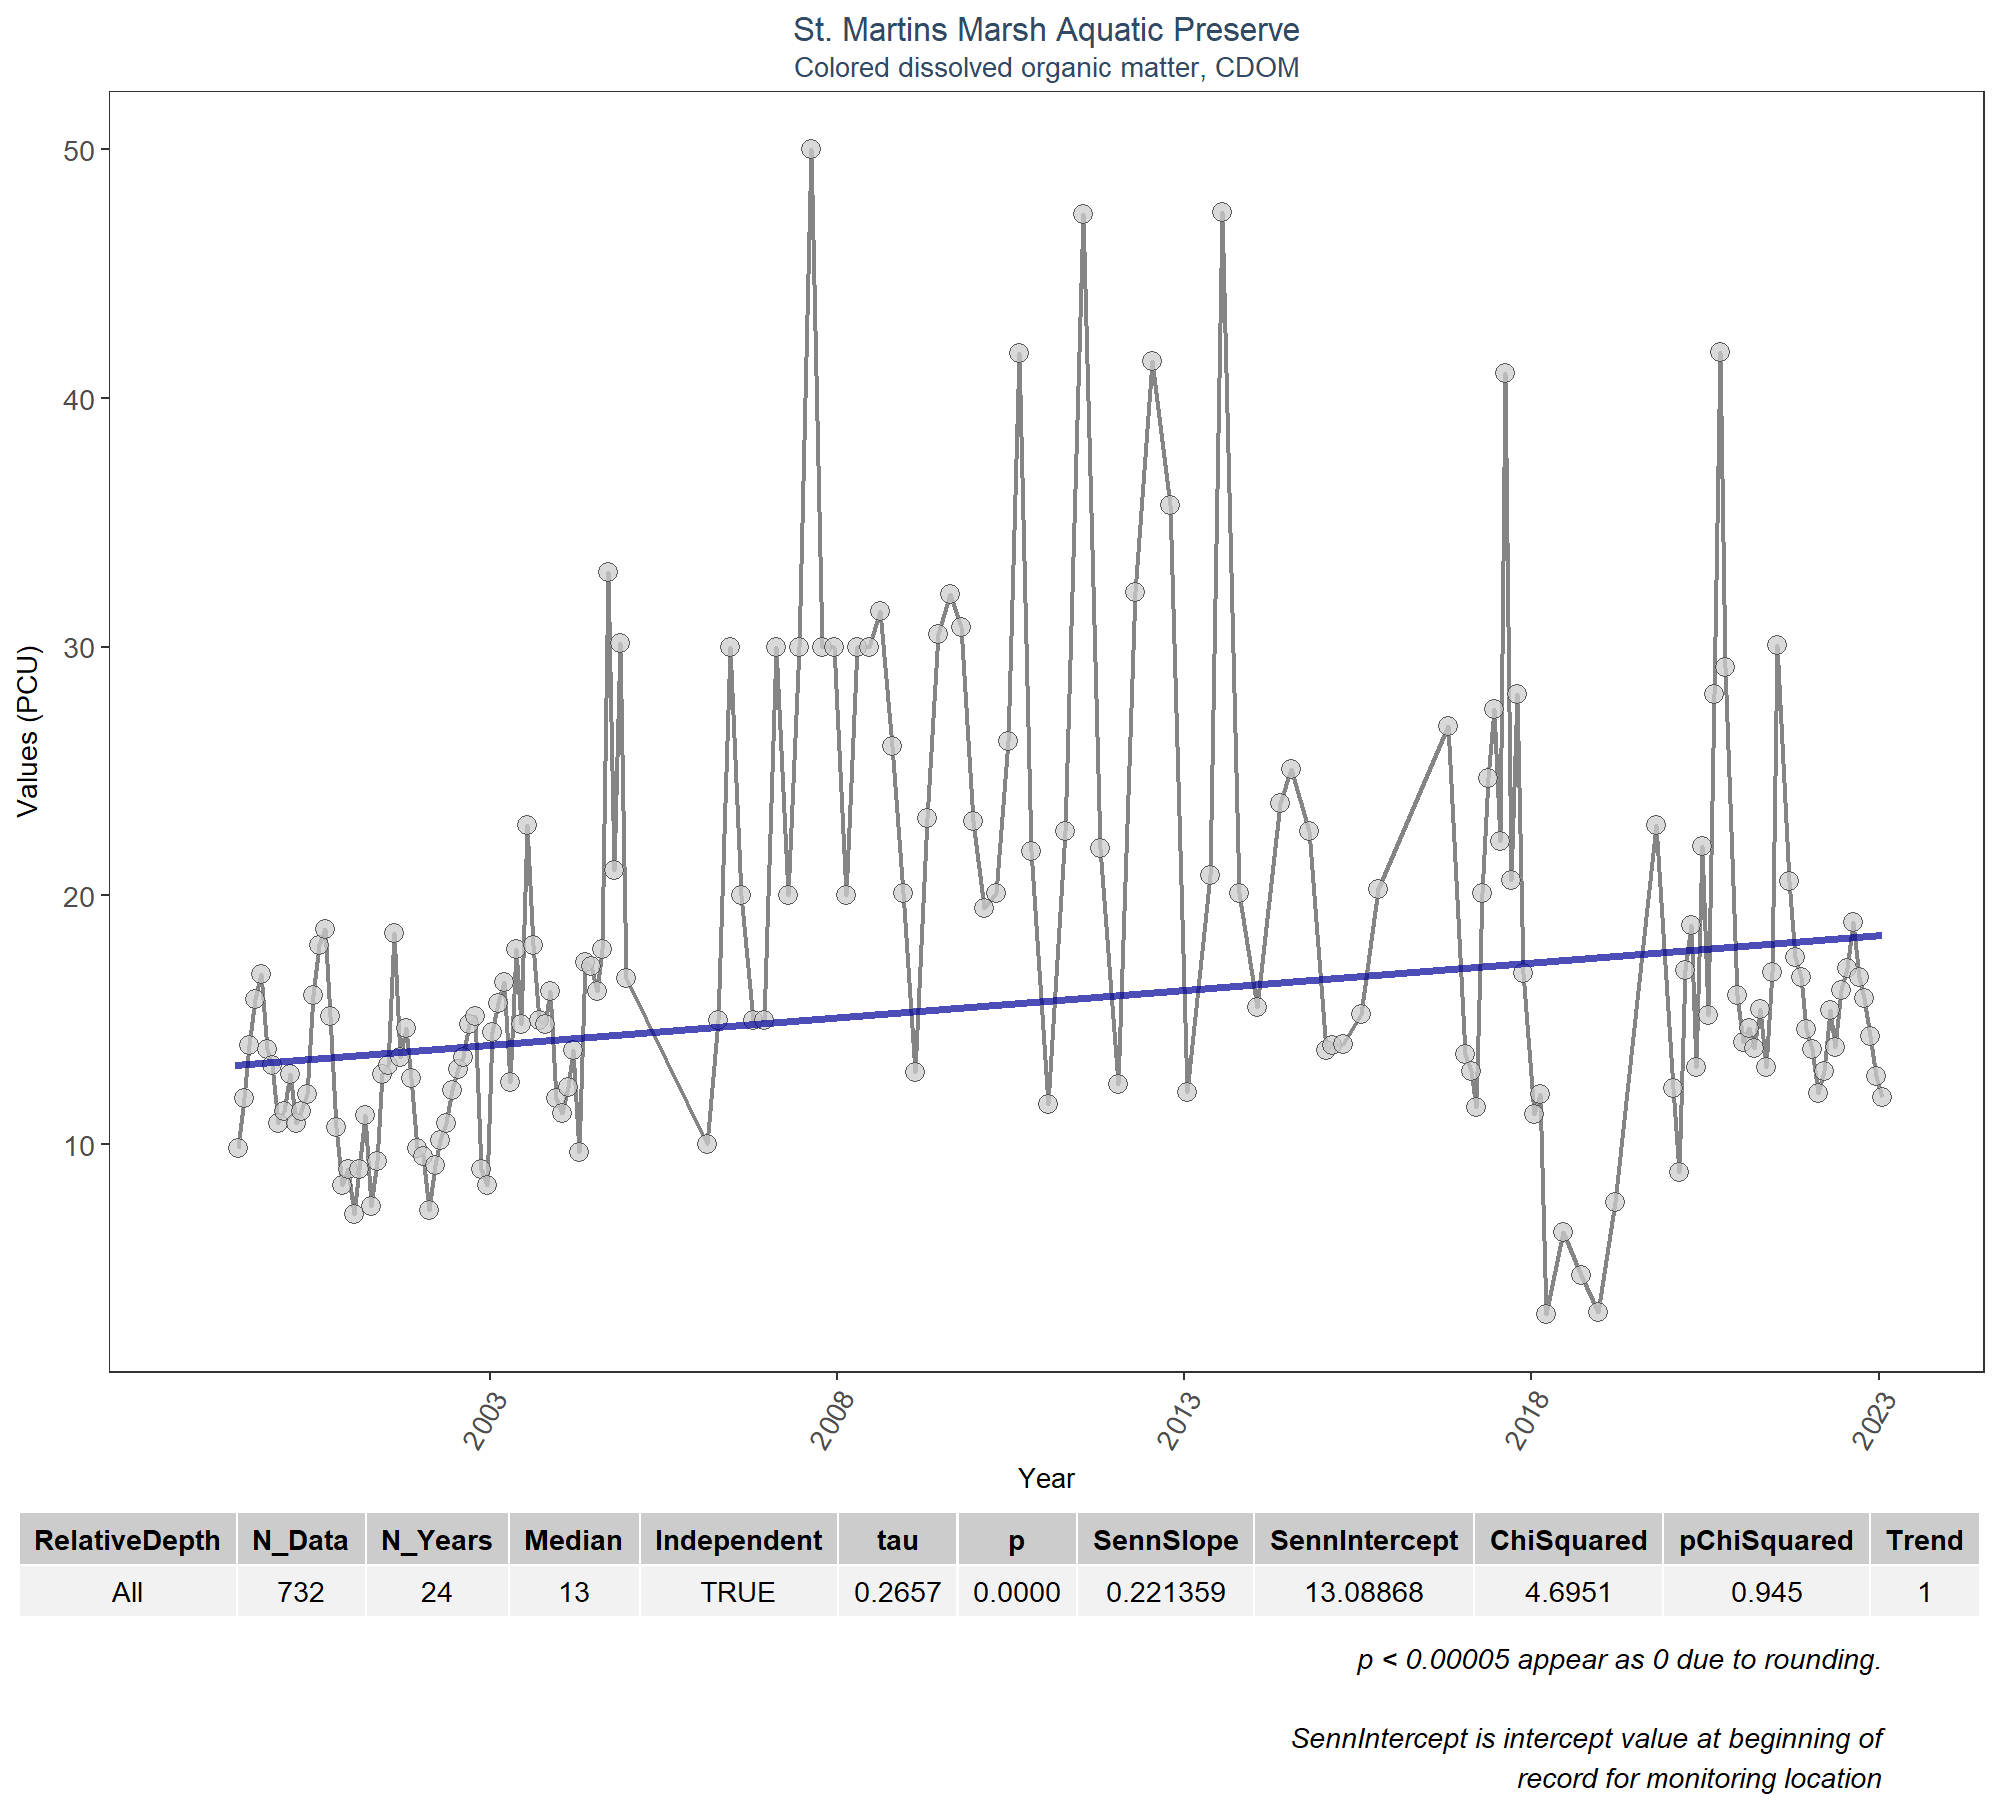 St. Martins Marsh Aquatic Preserve
Colored dissolved organic matter, CDOM
Values (PCU)
50
40
30
20
10
2003
2008
2013
2018
2023
Year
RelativeDepth N_Data N_Years Median Independent tau p SennSlope SennIntercept ChiSquared pChiSquared Trend
All 732 24 13 TRUE 0.2657 0.0000 0.221359 13.08868 4.6951 0.945 1
p < 0.00005 appear as 0 due to rounding.
SennIntercept is intercept value at beginning of
record for monitoring location